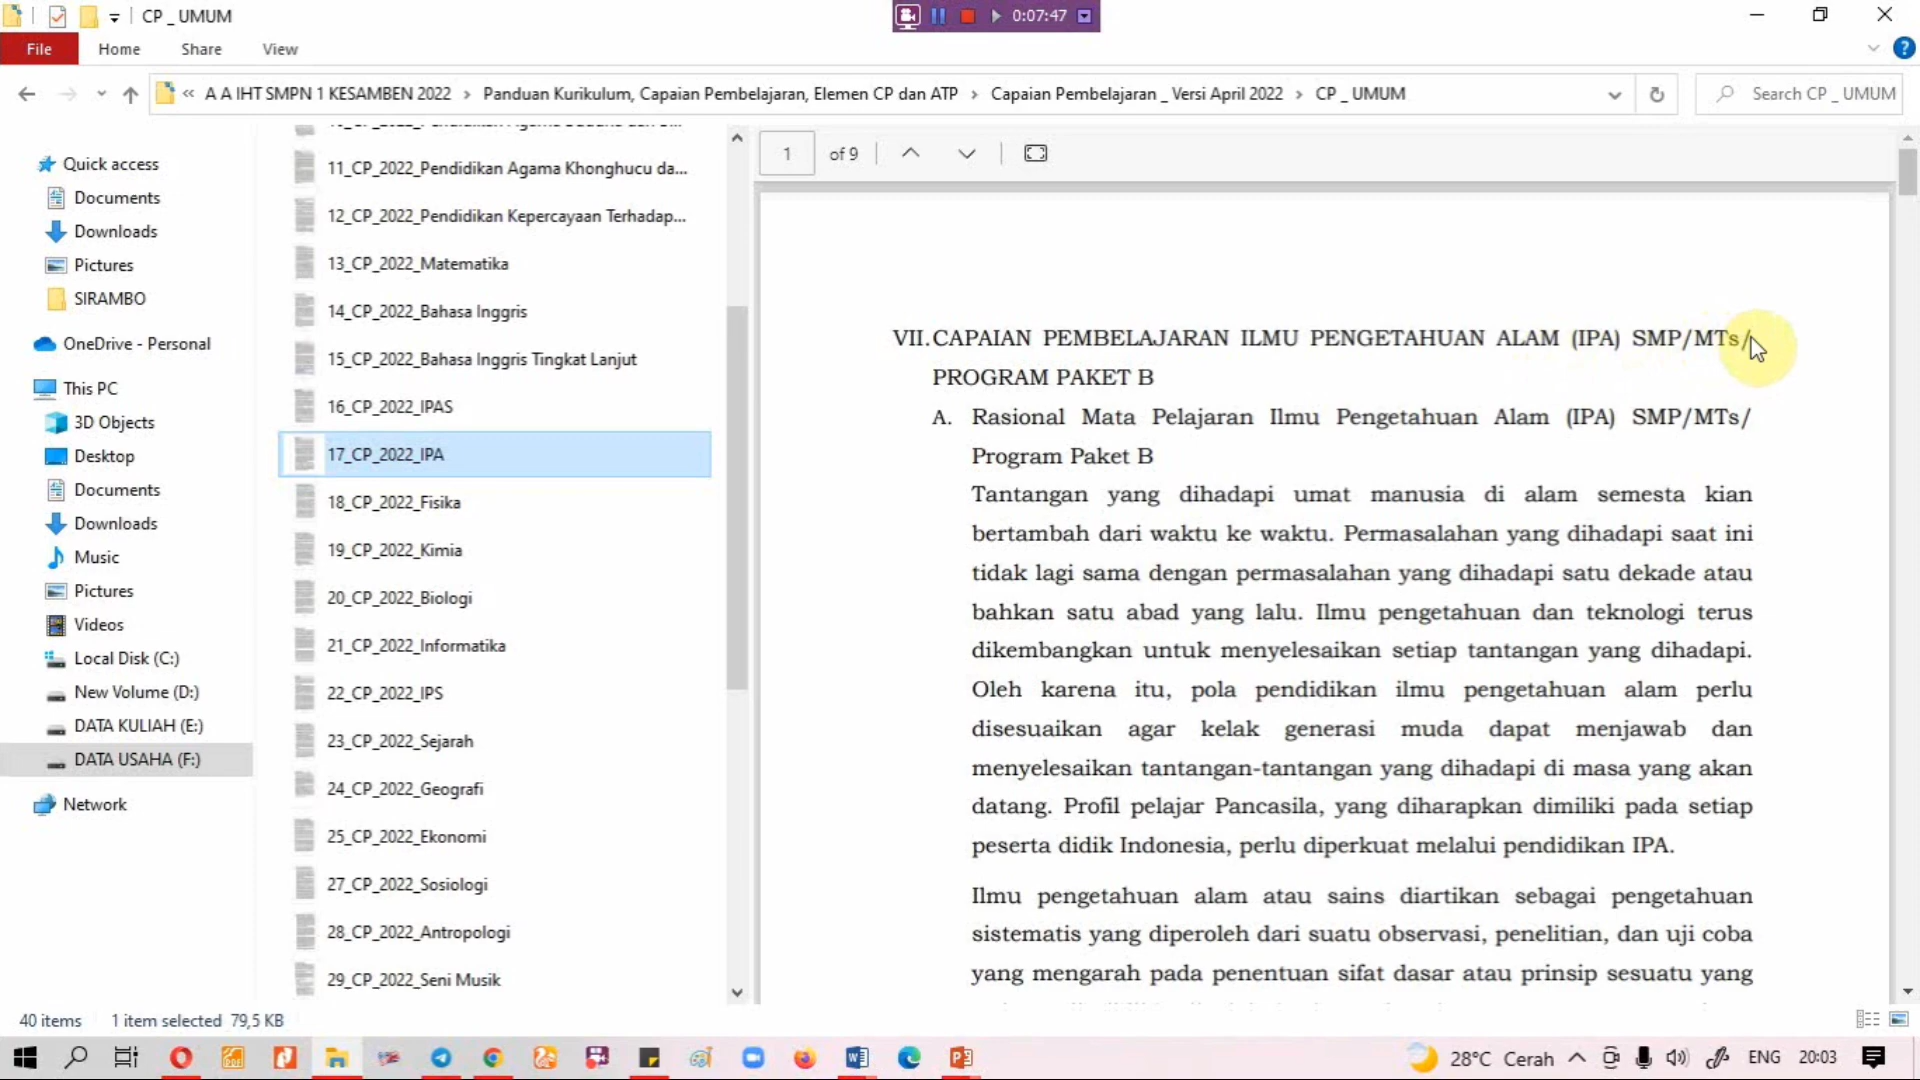 CP _ UMUM
0:07:47
File Home Share View
?
« A A IHT SMPN 1 KESAMBEN 2022 › Panduan Kurikulum, Capaian Pembelajaran, Elemen CP dan ATP › Capaian Pembelajaran _ Versi April 2022 › CP _ UMUM
Search CP _ UMUM
Quick access
Documents
Downloads
Pictures
SIRAMBO
OneDrive - Personal
This PC
3D Objects
Desktop
Documents
Downloads
Music
Pictures
Videos
Local Disk (C:)
New Volume (D:)
DATA KULIAH (E:)
DATA USAHA (F:)
Network
11_CP_2022_Pendidikan Agama Khonghucu da...
12_CP_2022_Pendidikan Kepercayaan Terhadap...
13_CP_2022_Matematika
14_CP_2022_Bahasa Inggris
15_CP_2022_Bahasa Inggris Tingkat Lanjut
16_CP_2022_IPAS
17_CP_2022_IPA
18_CP_2022_Fisika
19_CP_2022_Kimia
20_CP_2022_Biologi
21_CP_2022_Informatika
22_CP_2022_IPS
23_CP_2022_Sejarah
24_CP_2022_Geografi
25_CP_2022_Ekonomi
27_CP_2022_Sosiologi
28_CP_2022_Antropologi
29_CP_2022_Seni Musik
1 of 9
VII. CAPAIAN PEMBELAJARAN ILMU PENGETAHUAN ALAM (IPA) SMP/MTs/
PROGRAM PAKET B
A. Rasional Mata Pelajaran Ilmu Pengetahuan Alam (IPA) SMP/MTs/
Program Paket B
Tantangan yang dihadapi umat manusia di alam semesta kian
bertambah dari waktu ke waktu. Permasalahan yang dihadapi saat ini
tidak lagi sama dengan permasalahan yang dihadapi satu dekade atau
bahkan satu abad yang lalu. Ilmu pengetahuan dan teknologi terus
dikembangkan untuk menyelesaikan setiap tantangan yang dihadapi.
Oleh karena itu, pola pendidikan ilmu pengetahuan alam perlu
disesuaikan agar kelak generasi muda dapat menjawab dan
menyelesaikan tantangan-tantangan yang dihadapi di masa yang akan
datang. Profil pelajar Pancasila, yang diharapkan dimiliki pada setiap
peserta didik Indonesia, perlu diperkuat melalui pendidikan IPA.
Ilmu pengetahuan alam atau sains diartikan sebagai pengetahuan
sistematis yang diperoleh dari suatu observasi, penelitian, dan uji coba
yang mengarah pada penentuan sifat dasar atau prinsip sesuatu yang
40 items 1 item selected 79,5 KB
28°C Cerah ENG 20:03